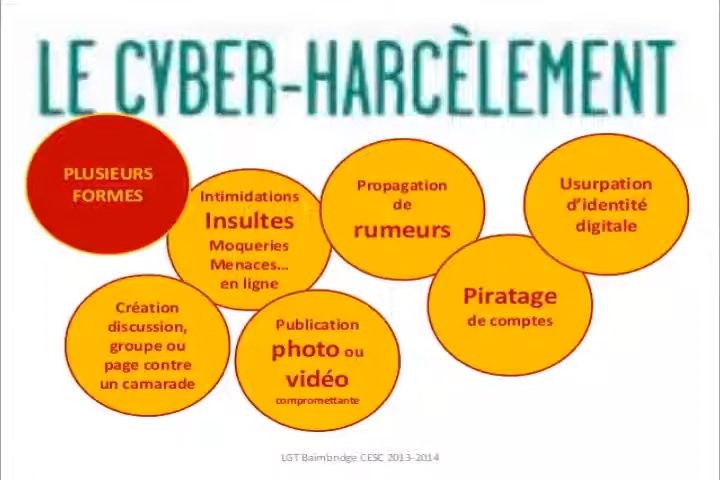 LE CYBER-HARCÈLEMENT
PLUSIEURS
FORMES
Intimidations
Insultes
Moqueries
Menaces...
en ligne
Propagation
de
rumeurs
Usurpation
d'identité
digitale
Création
discussion,
groupe ou
page contre
un camarade
Publication
photo ou
vidéo
compromettante
Piratage
de comptes
LGT Baimbridge CESC 2013-2014